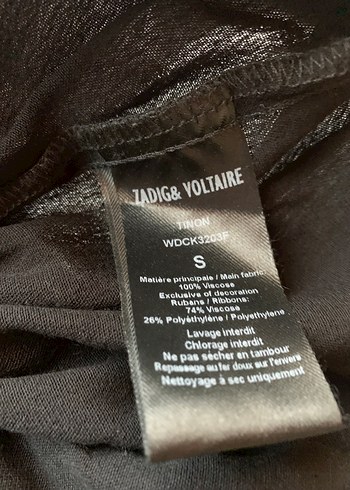 ZADIG& VOLTAIRE
TINON
WDCK3203F
S
Matière principale / Main fabric
100% Viscose
Exclusive of decoration
Rubans / Ribbons:
74% Viscose
26% Polyéthylène / Polyethylene
Lavage interdit
Chlorage interdit
Ne pas sécher en tambour
Repassage au fer doux sur l'envers
Nettoyage à sec uniquement